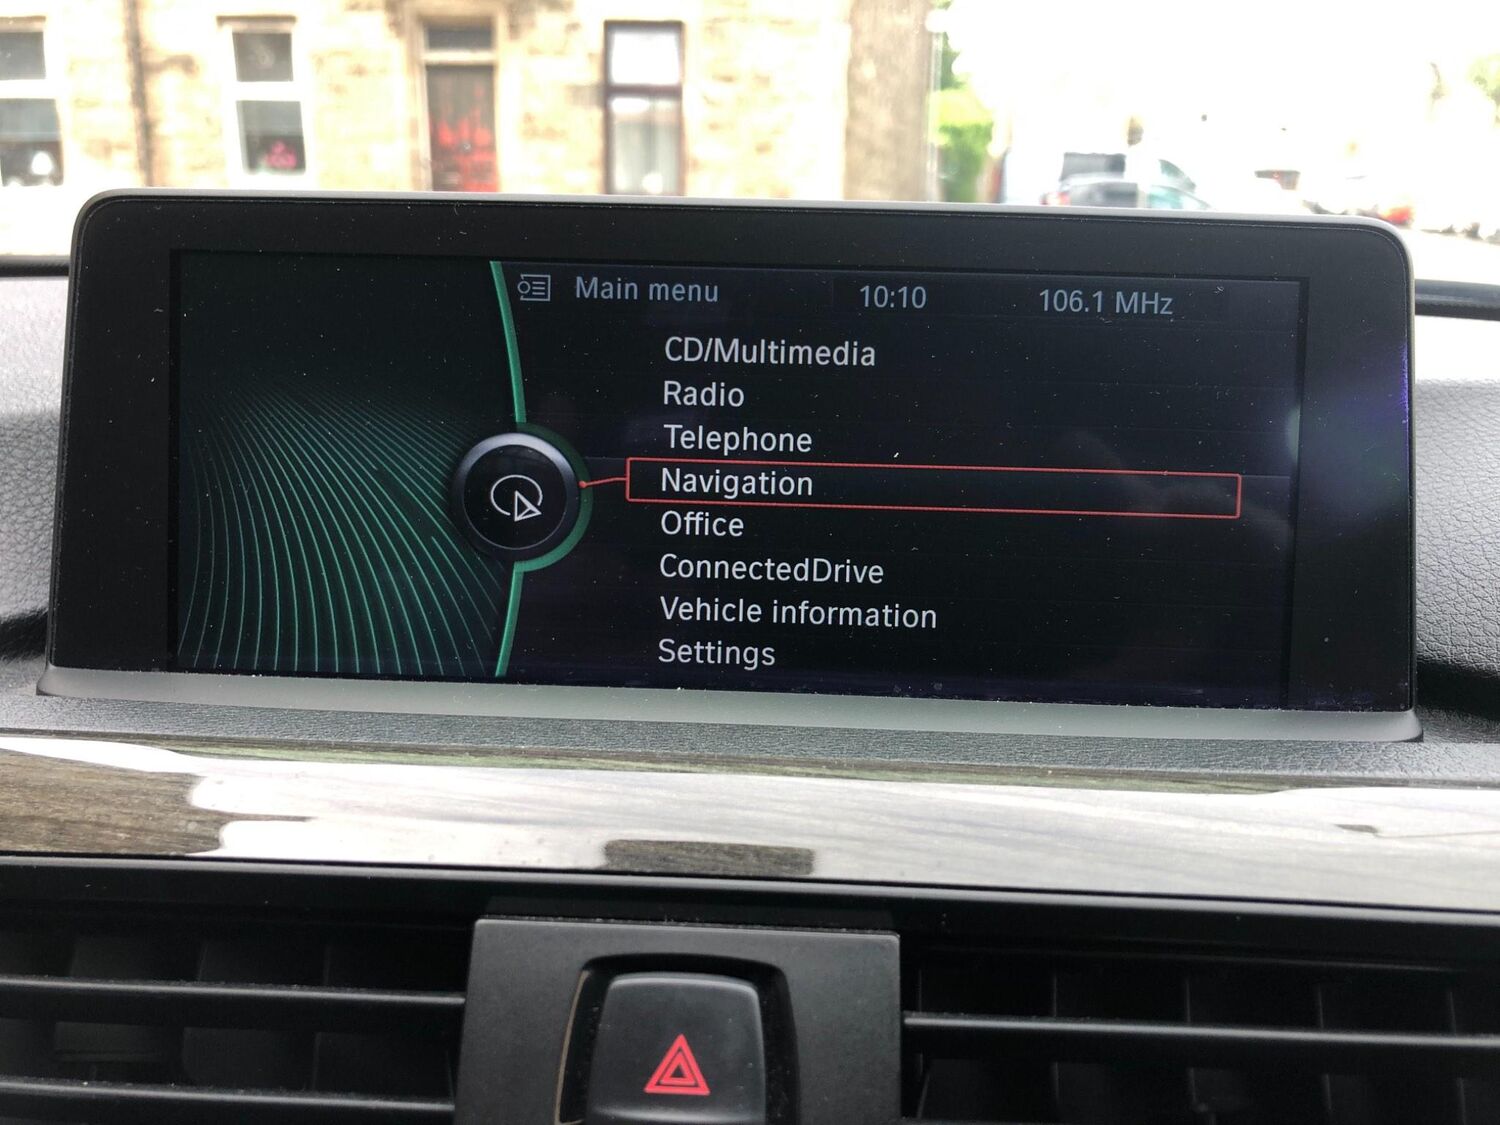 Main menu 10:10 106.1 MHz
CD/Multimedia
Radio
Telephone
Navigation
Office
ConnectedDrive
Vehicle information
Settings